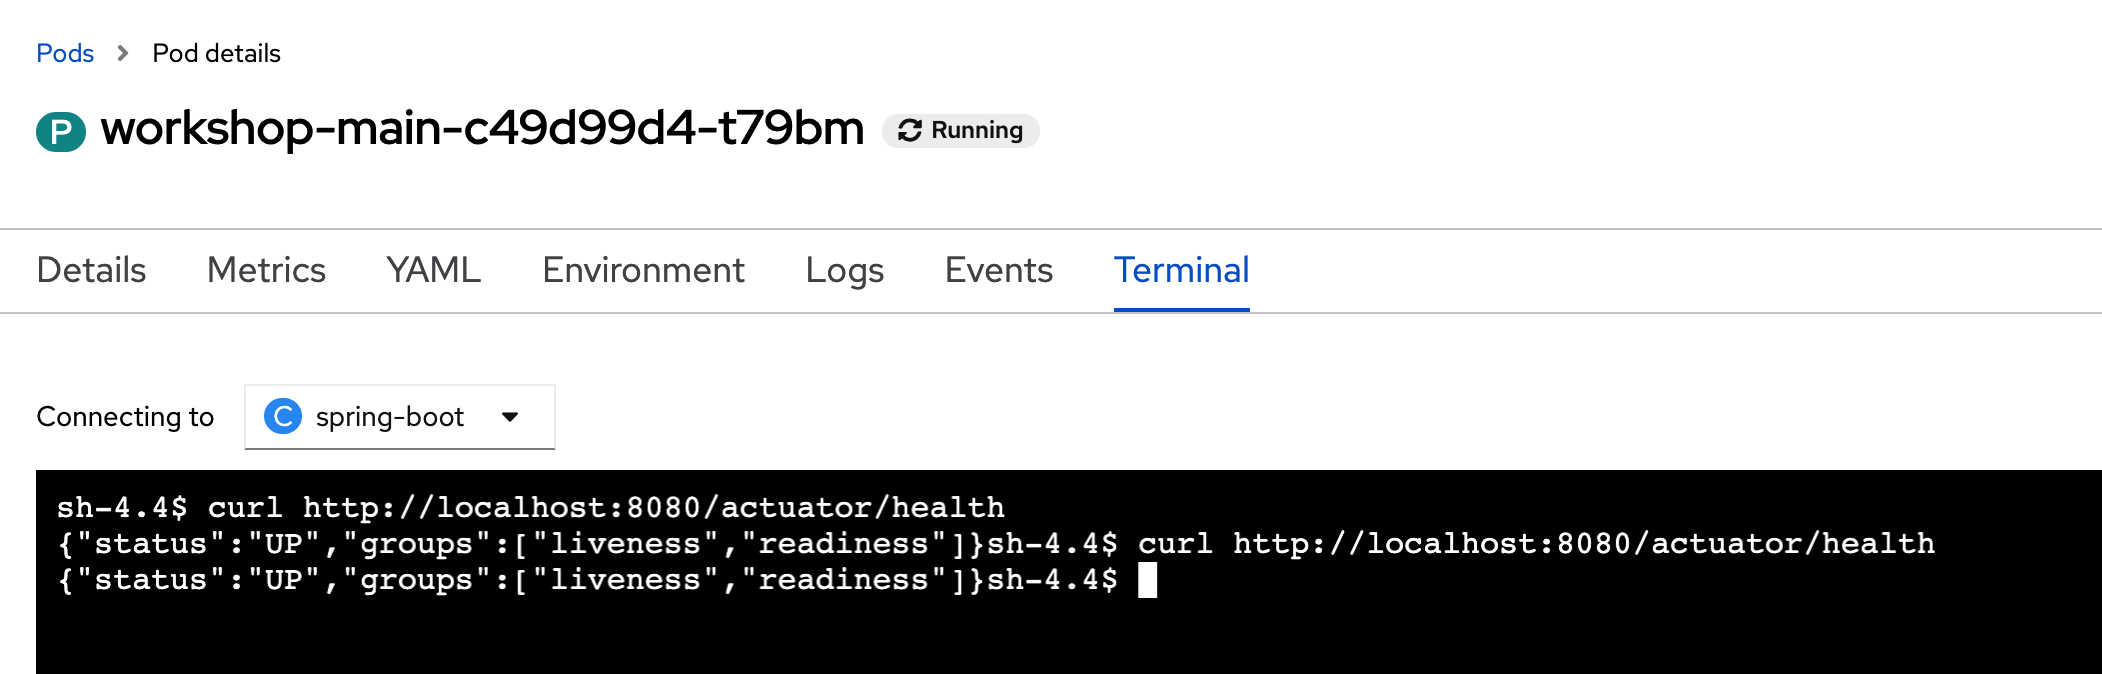 Pods > Pod details
P workshop-main-c49d99d4-t79bm Running
Details Metrics YAML Environment Logs Events Terminal
Connecting to C spring-boot
sh-4.4$ curl http://localhost:8080/actuator/health
{"status":"UP","groups":["liveness","readiness"]}sh-4.4$ curl http://localhost:8080/actuator/health
{"status":"UP","groups":["liveness","readiness"]}sh-4.4$